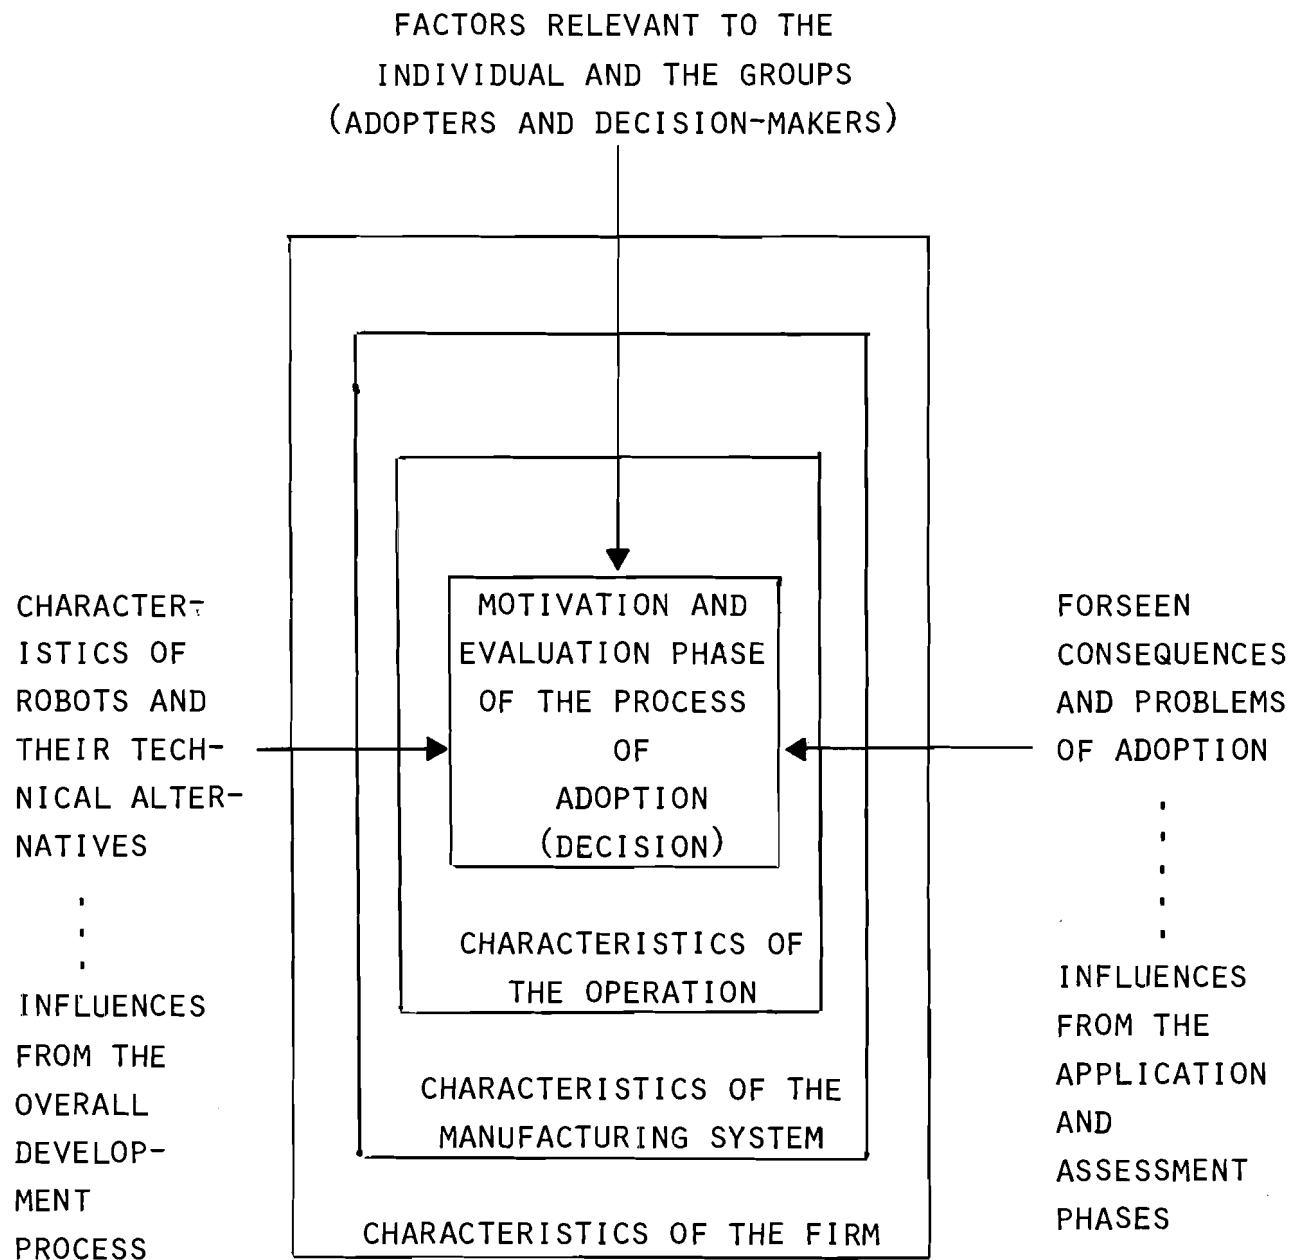 FACTORS RELEVANT TO THE
INDIVIDUAL AND THE GROUPS
(ADOPTERS AND DECISION-MAKERS)
CHARACTER-
ISTICS OF
ROBOTS AND
THEIR TECH-
NICAL ALTER-
NATIVES
INFLUENCES
FROM THE
OVERALL
DEVELOP-
MENT
PROCESS
MOTIVATION AND
EVALUATION PHASE
OF THE PROCESS
OF
ADOPTION
(DECISION)
CHARACTERISTICS OF
THE OPERATION
CHARACTERISTICS OF THE
MANUFACTURING SYSTEM
CHARACTERISTICS OF THE FIRM
FORSEEN
CONSEQUENCES
AND PROBLEMS
OF ADOPTION
INFLUENCES
FROM THE
APPLICATION
AND
ASSESSMENT
PHASES